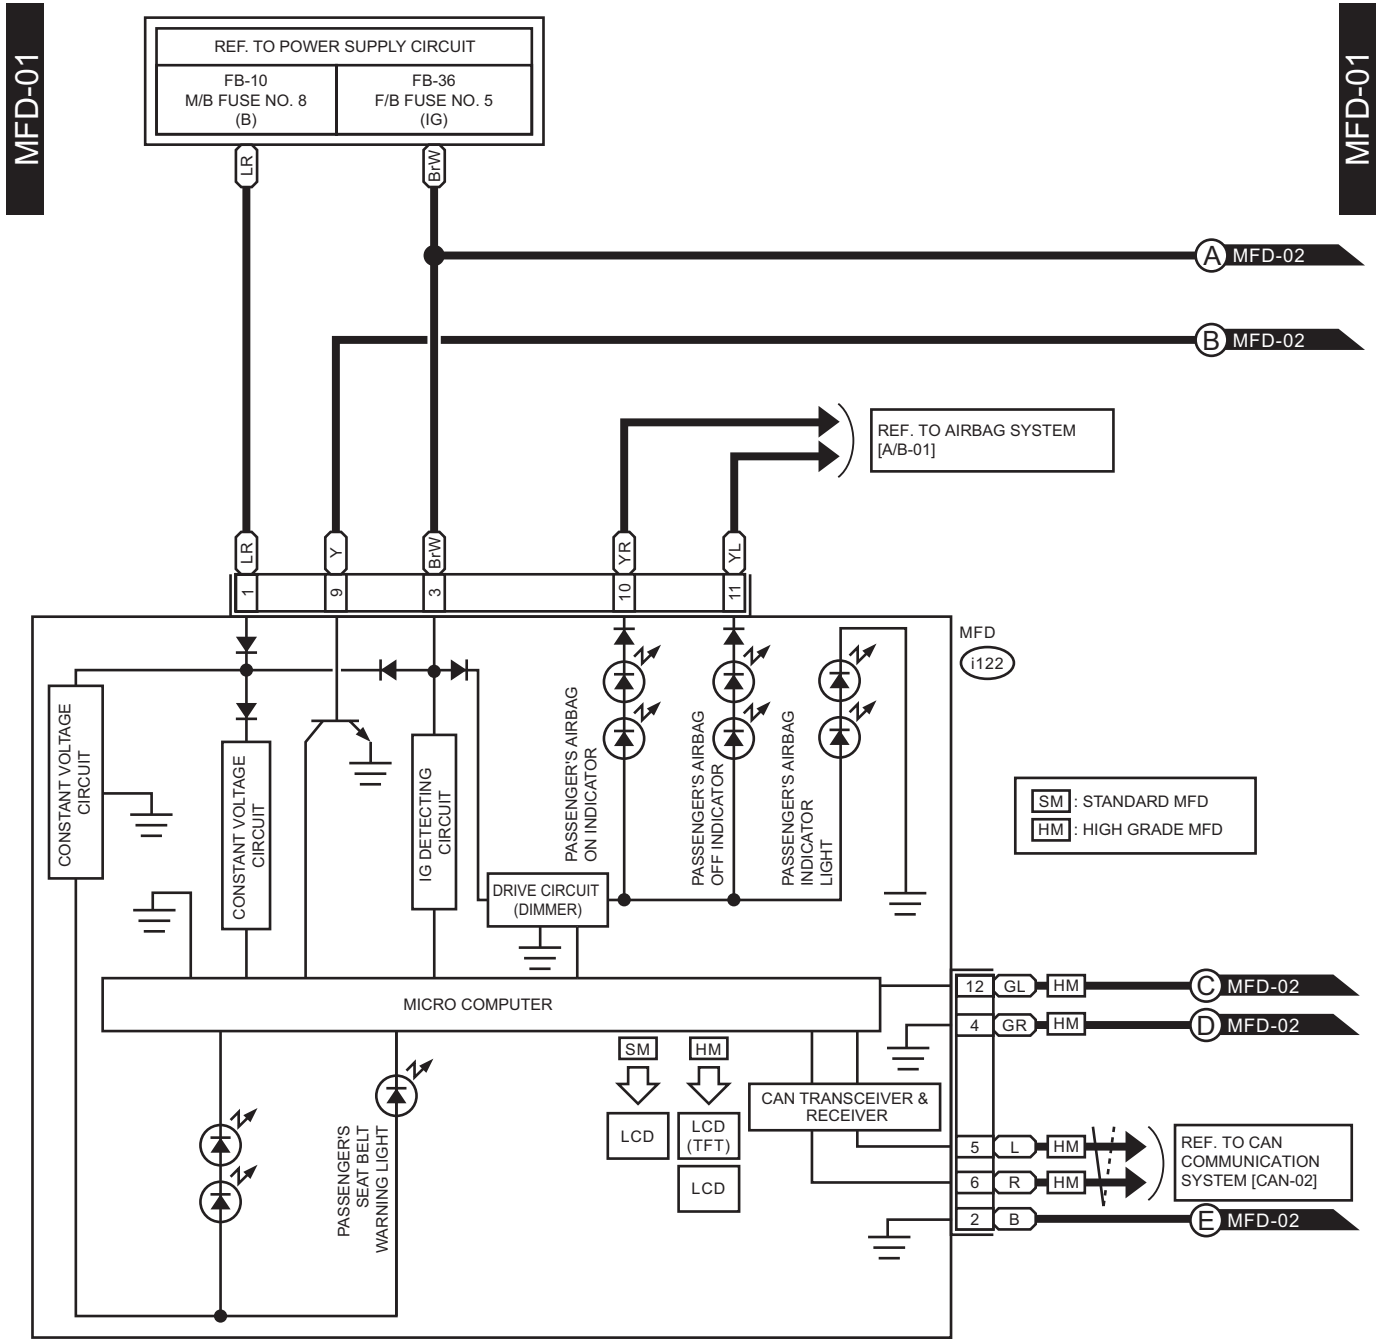 MFD-01
MFD-01
REF. TO POWER SUPPLY CIRCUIT
FB-10
M/B FUSE NO. 8
(B)
FB-36
F/B FUSE NO. 5
(IG)
LR
BrW
A MFD-02
B MFD-02
REF. TO AIRBAG SYSTEM
[A/B-01]
LR
Y
BrW
YR
YL
1
9
3
10
11
MFD
i122
CONSTANT VOLTAGE
CIRCUIT
CONSTANT VOLTAGE
CIRCUIT
IG DETECTING
CIRCUIT
PASSENGER'S AIRBAG
ON INDICATOR
PASSENGER'S AIRBAG
OFF INDICATOR
PASSENGER'S AIRBAG
INDICATOR
LIGHT
SM : STANDARD MFD
HM : HIGH GRADE MFD
DRIVE CIRCUIT
(DIMMER)
MICRO COMPUTER
12 GL HM C MFD-02
4 GR HM D MFD-02
SM
HM
LCD
LCD
(TFT)
LCD
CAN TRANSCEIVER &
RECEIVER
PASSENGER'S
SEAT BELT
WARNING LIGHT
5 L HM
6 R HM
REF. TO CAN
COMMUNICATION
SYSTEM [CAN-02]
2 B E MFD-02